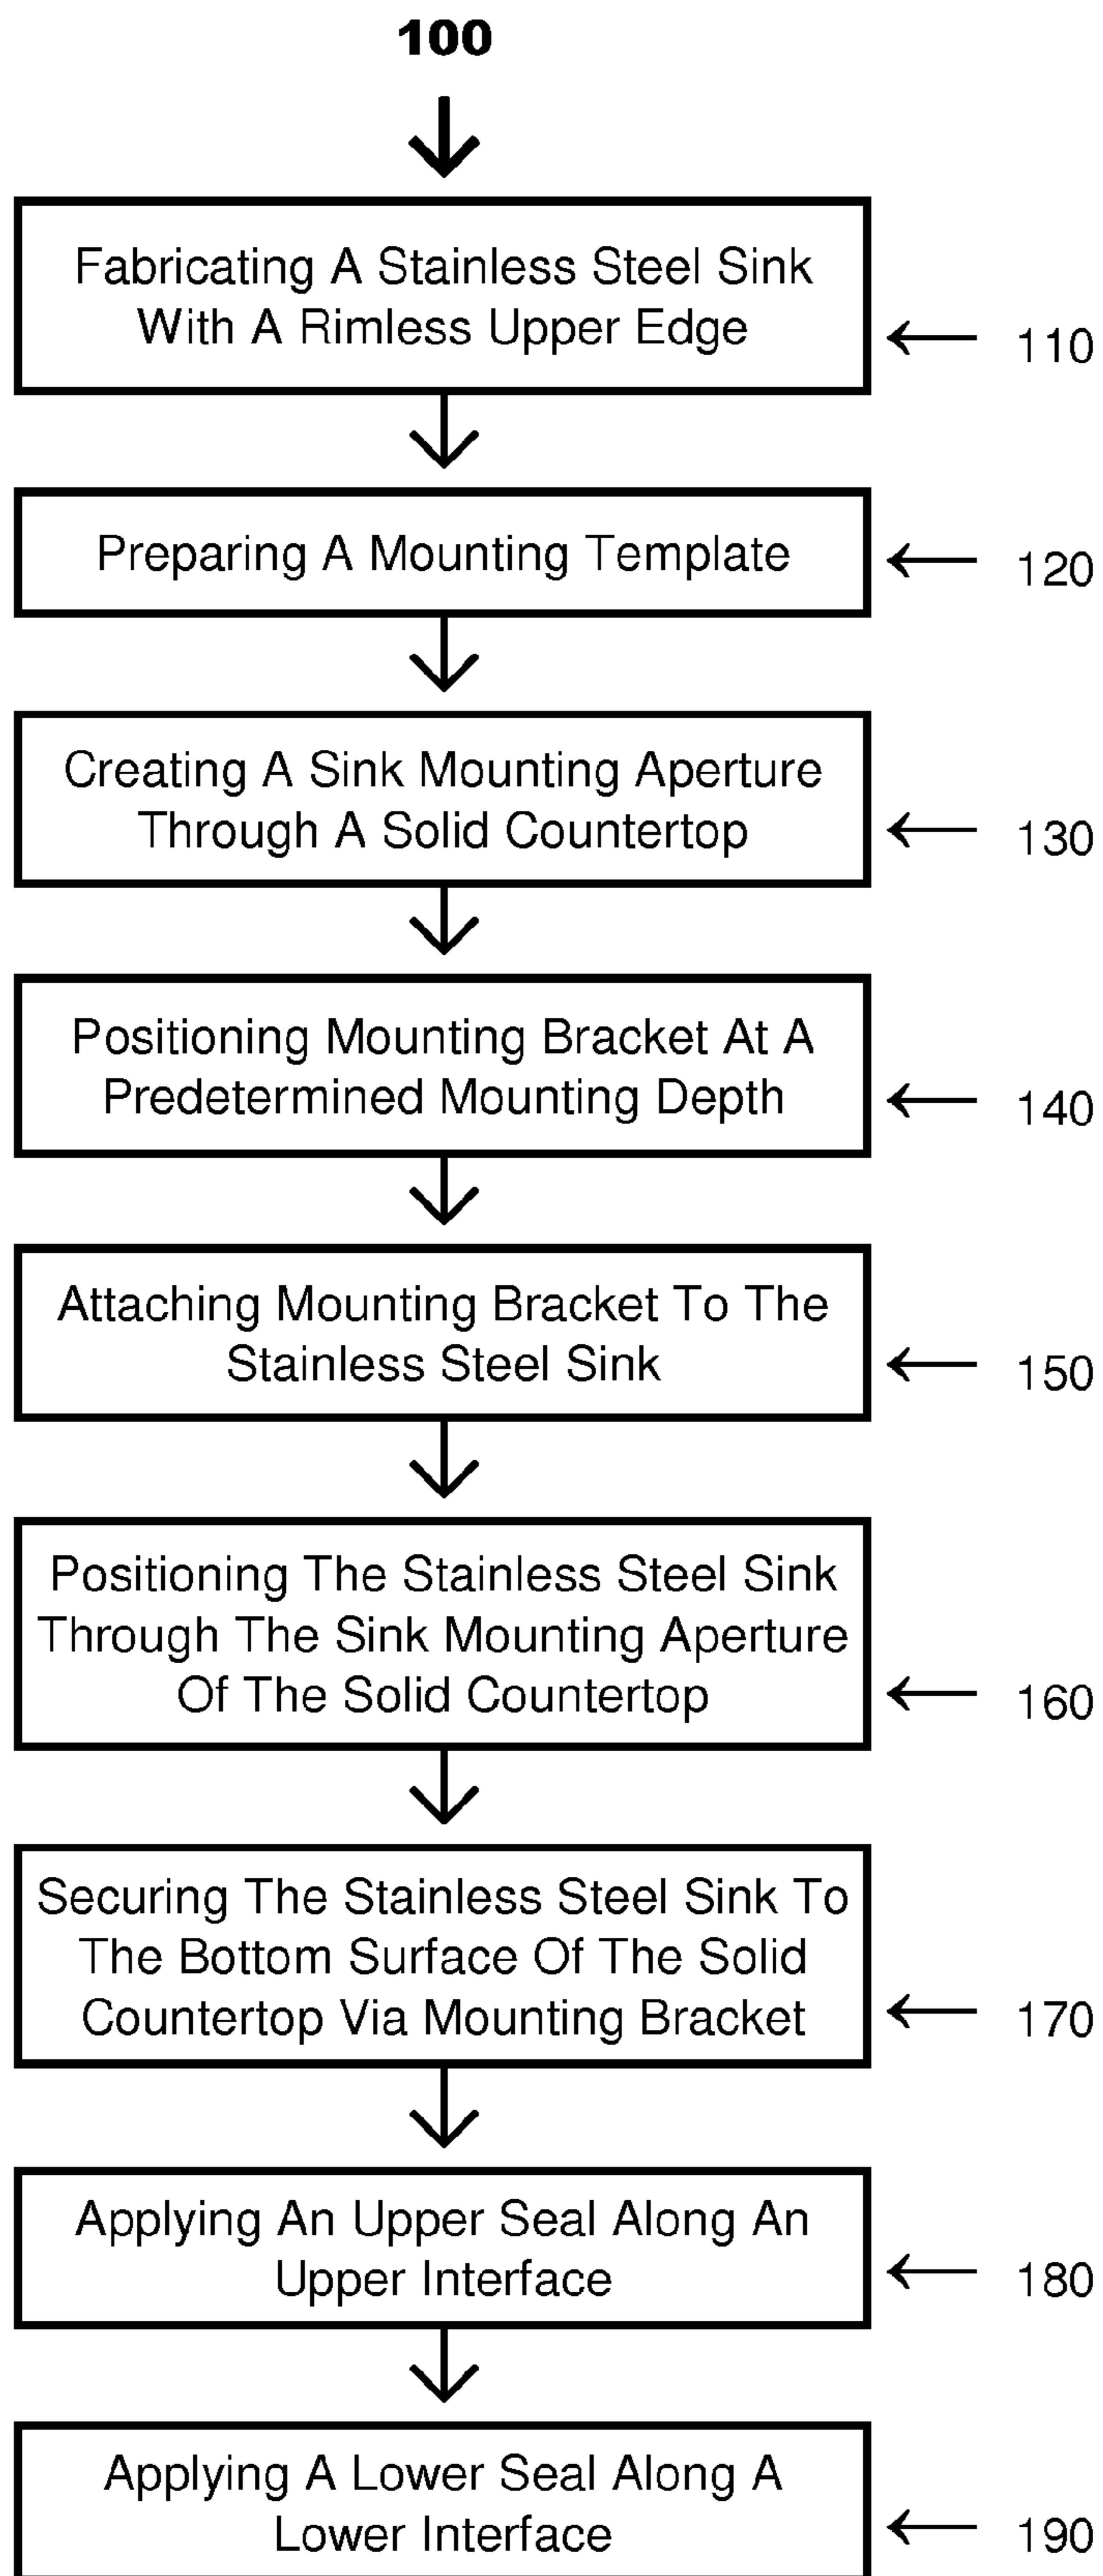 100
Fabricating A Stainless Steel Sink
With A Rimless Upper Edge
110
Preparing A Mounting Template
120
Creating A Sink Mounting Aperture
Through A Solid Countertop
130
Positioning Mounting Bracket At A
Predetermined Mounting Depth
140
Attaching Mounting Bracket To The
Stainless Steel Sink
150
Positioning The Stainless Steel Sink
Through The Sink Mounting Aperture
Of The Solid Countertop
160
Securing The Stainless Steel Sink To
The Bottom Surface Of The Solid
Countertop Via Mounting Bracket
170
Applying An Upper Seal Along An
Upper Interface
180
Applying A Lower Seal Along A
Lower Interface
190